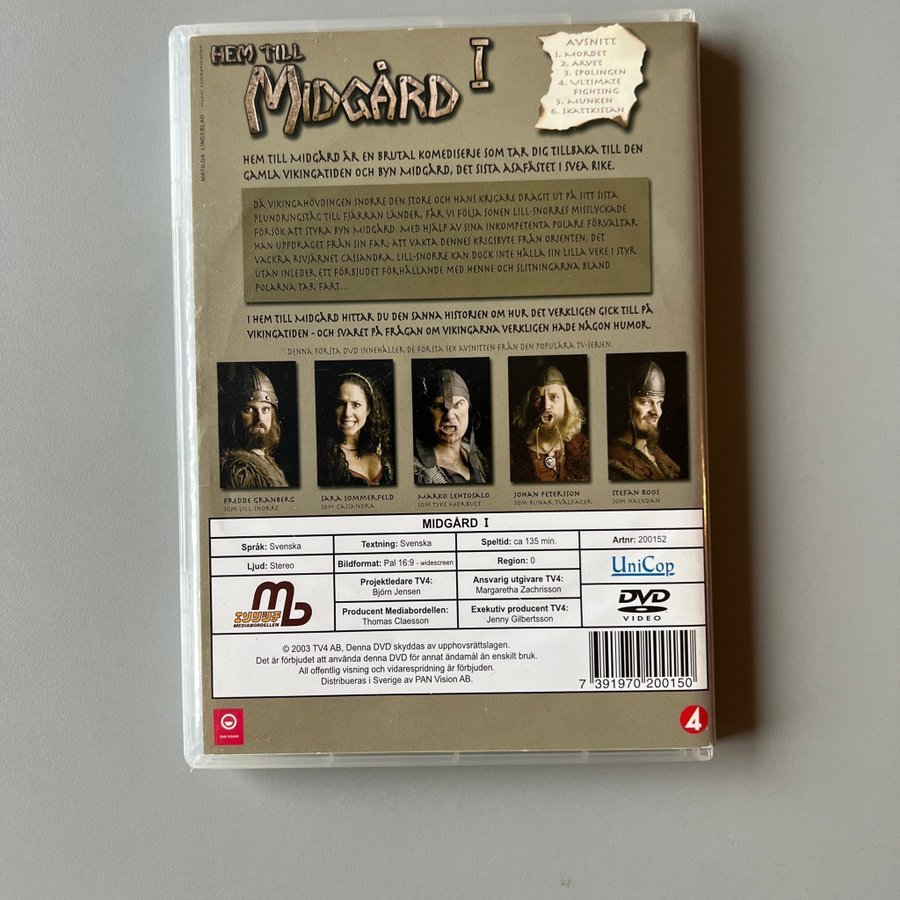 HEM TILL
MIDGÅRD I
AVSNITT
1. MORDET
2. ARVET
3. SPOLINGEN
4. ULTIMATE
FIGHTING
5. MUNKEN
6. SKATTKISTAN
MATILDA LINDEBLAD - visuel communication
HEM TILL MIDGÅRD ÄR EN BRUTAL KOMEDISERIE SOM TAR DIG TILLBAKA TILL DEN
GAMLA VIKINGATIDEN OCH BYN MIDGÅRD, DET SISTA ASAFÄSTET I SVEA RIKE.
DÅ VIKINGAHÖVDINGEN SNORRE DEN STORE OCH HANS KRIGARE DRAGIT UT PÅ SITT SISTA
PLUNDRINGSTÅG TILL FJÄRRAN LÄNDER, FÅR VI FÖLJA SONEN LILL-SNORRES MISSLYCKADE
FÖRSÖK ATT STYRA BYN MIDGÅRD. MED HJÄLP AV SINA INKOMPETENTA POLARE FÖRVALTAR
HAN UPPDRAGET FRÅN SIN FAR; ATT VAKTA DENNES KRIGSBYTE FRÅN ORIENTEN, DET
VACKRA RIVJÄRNET CASSANDRA. LILL-SNORRE KAN DOCK INTE HÅLLA SIN LILLA VEKE I STYR
UTAN INLEDER ETT FÖRBJUDET FÖRHÅLLANDE MED HENNE OCH SLITNINGARNA BLAND
POLARNA TAR FART...
I HEM TILL MIDGÅRD HITTAR DU DEN SANNA HISTORIEN OM HUR DET VERKLIGEN GICK TILL PÅ
VIKINGATIDEN - OCH SVARET PÅ FRÅGAN OM VIKINGARNA VERKLIGEN HADE NÅGON HUMOR.
DENNA FÖRSTA DVD INNEHÅLLER DE FÖRSTA SEX AVSNITTEN FRÅN DEN POPULÄRA TV-SERIEN.
FREDDE GRANBERG
SOM LILL-SNORRE
SARA SOMMERFELD
SOM CASSANDRA
MARKO LEHTOSALO
SOM TYKE MORBULT
JOHAN PETERSSON
SOM RUNAR TVÅLFAGER
STEFAN ROOS
SOM HALVDAN
MIDGÅRD I
Språk: Svenska
Textning: Svenska
Speltid: ca 135 min.
Artnr: 200152
Ljud: Stereo
Bildformat: Pal 16:9 - widescreen
Region: 0
UniCop
mb
MEDIABORDELLEN
Projektledare TV4:
Björn Jensen
Ansvarig utgivare TV4:
Margaretha Zachrisson
Producent Mediabordellen:
Thomas Claesson
Exekutiv producent TV4:
Jenny Gilbertsson
DVD
VIDEO
© 2003 TV4 AB, Denna DVD skyddas av upphovsrättslagen.
Det är förbjudet att använda denna DVD för annat ändamål än enskilt bruk.
All offentlig visning och vidarespridning är förbjuden.
Distribueras i Sverige av PAN Vision AB.
7 391970 200150
PAN VISION
4